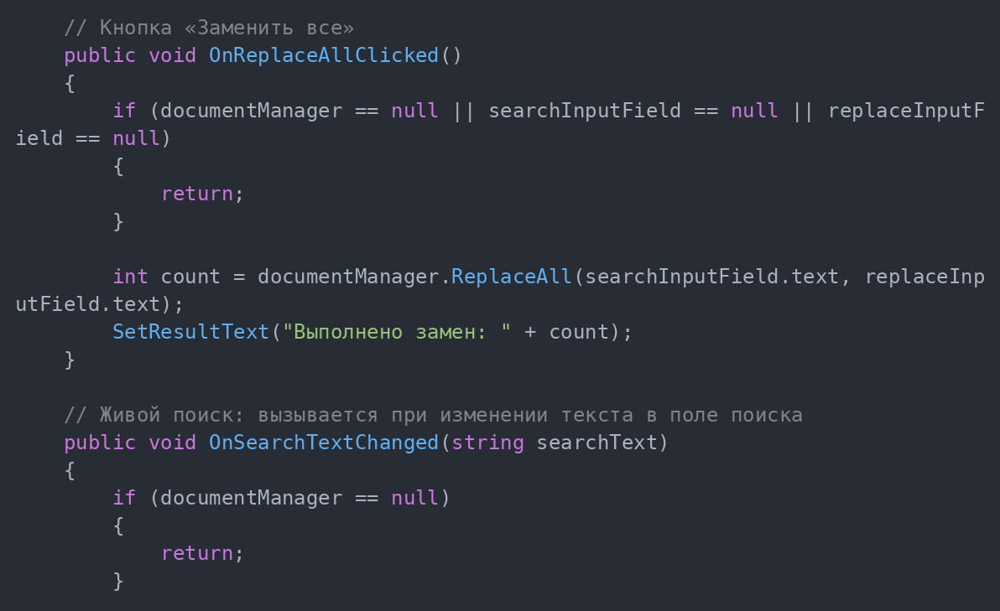 // Кнопка «Заменить все»
    public void OnReplaceAllClicked()
    {
        if (documentManager == null || searchInputField == null || replaceInputF
ield == null)
        {
            return;
        }

        int count = documentManager.ReplaceAll(searchInputField.text, replaceInp
utField.text);
        SetResultText("Выполнено замен: " + count);
    }

    // Живой поиск: вызывается при изменении текста в поле поиска
    public void OnSearchTextChanged(string searchText)
    {
        if (documentManager == null)
        {
            return;
        }